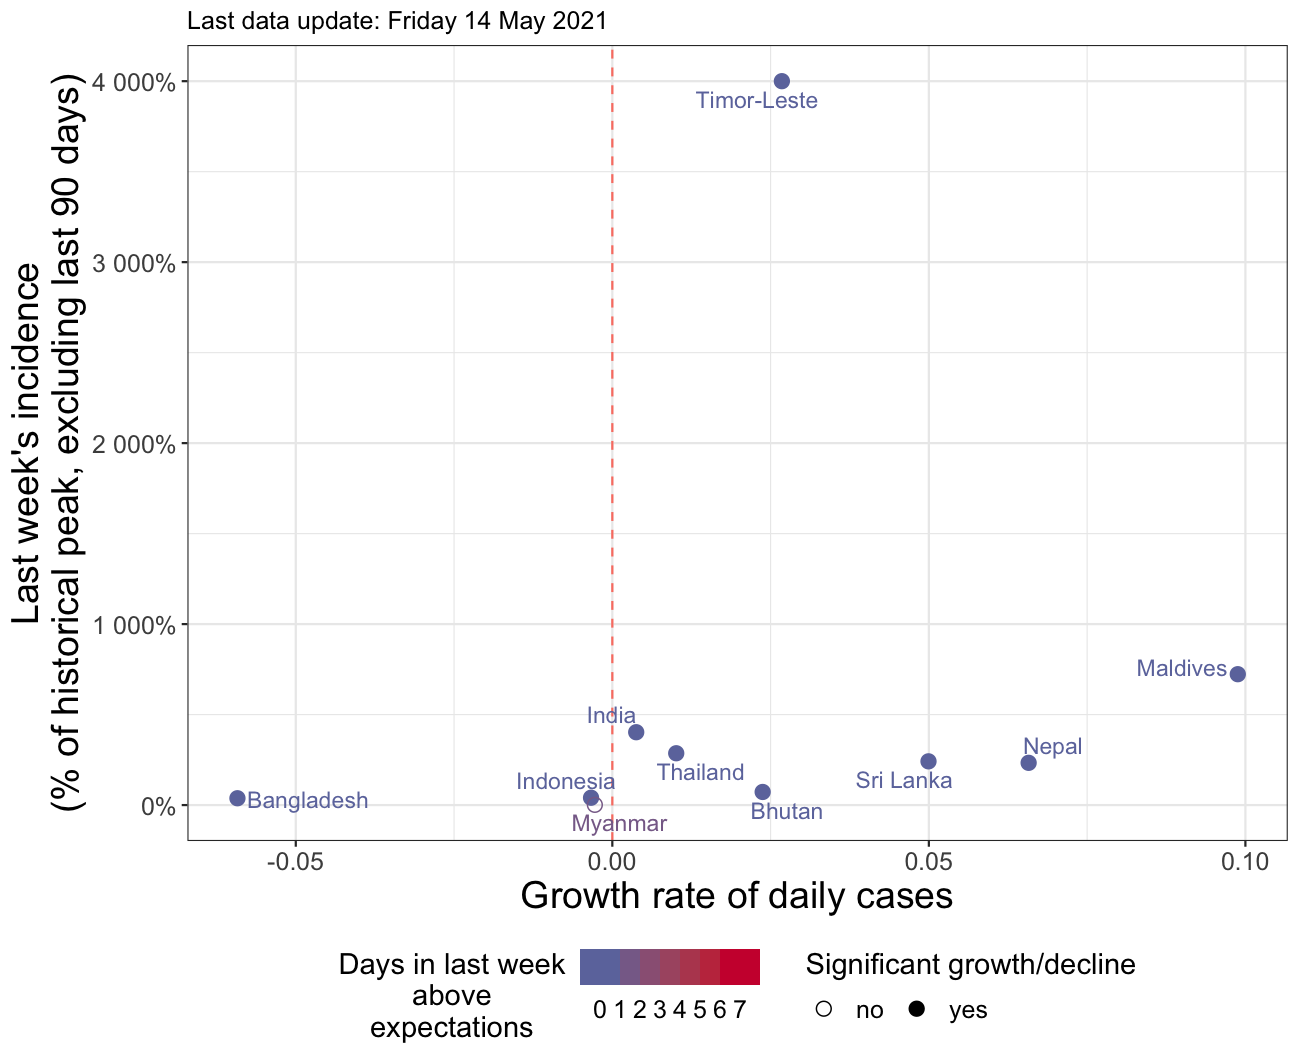 Last data update: Friday 14 May 2021
Last week's incidence
(% of historical peak, excluding last 90 days)
4 000%
3 000%
2 000%
1 000%
0%
Timor-Leste
Maldives
India
Nepal
Thailand
Sri Lanka
Indonesia
Bangladesh
Bhutan
Myanmar
-0.05
0.00
0.05
0.10
Growth rate of daily cases
Days in last week
above
expectations
0 1 2 3 4 5 6 7
Significant growth/decline
no
yes